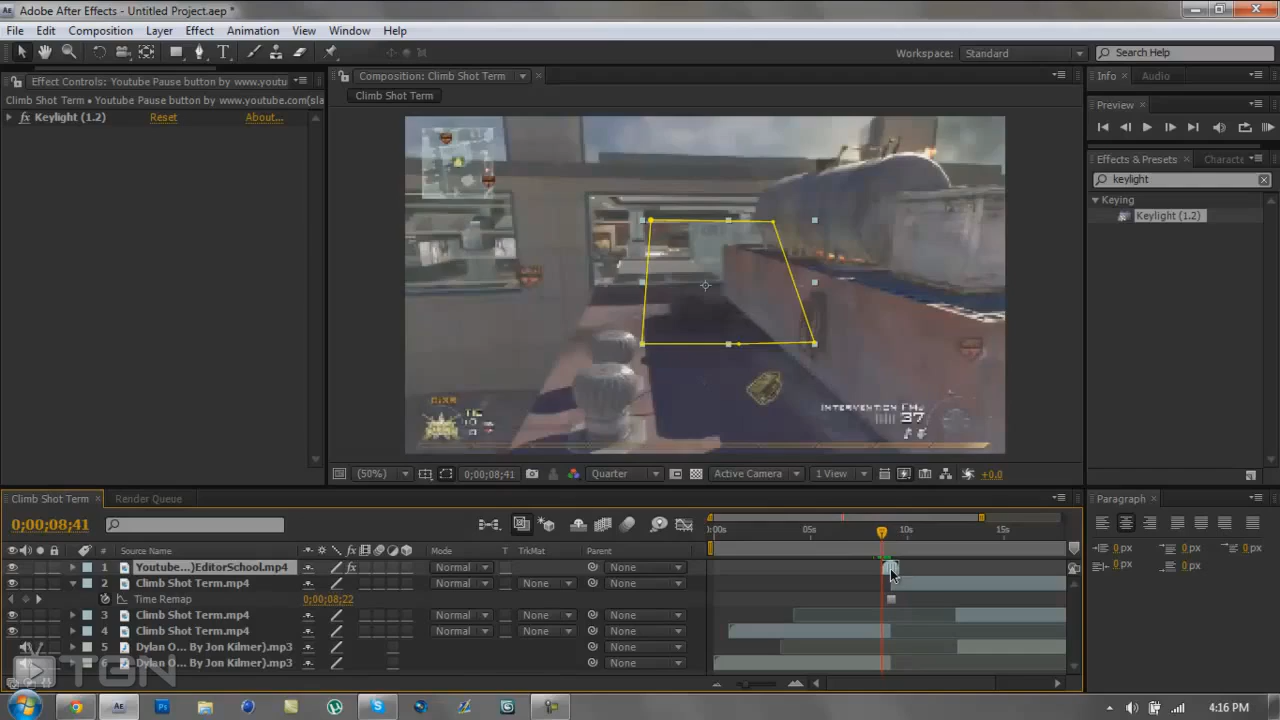 Adobe After Effects - Untitled Project.aep *
File Edit Composition Layer Effect Animation View Window Help
Workspace: Standard Search Help
Effect Controls: Youtube Pause button by www.youtu
Composition: Climb Shot Term
Info Audio
Climb Shot Term • Youtube Pause button by www.youtube.com(sla
Climb Shot Term
Preview
fx Keylight (1.2) Reset About...
Effects & Presets Characte
keylight
Keying
Keylight (1.2)
INTERVENTION FMJ
37
(50%) 0;00;08;41 Quarter Active Camera 1 View +0.0
Climb Shot Term Render Queue
Paragraph
0;00;08;41
0:00s 05s 10s 15s
0 px 0 px 0 px
0 px 0 px
# Source Name fx Mode T TrkMat Parent
1 Youtube...)EditorSchool.mp4 fx Normal None
2 Climb Shot Term.mp4 Normal None None
Time Remap 0;00;08;22
3 Climb Shot Term.mp4 Normal None None
4 Climb Shot Term.mp4 Normal None None
5 Dylan O... By Jon Kilmer).mp3 None
6 Dylan O... By Jon Kilmer).mp3 None
TGN
Ae Ps
4:16 PM